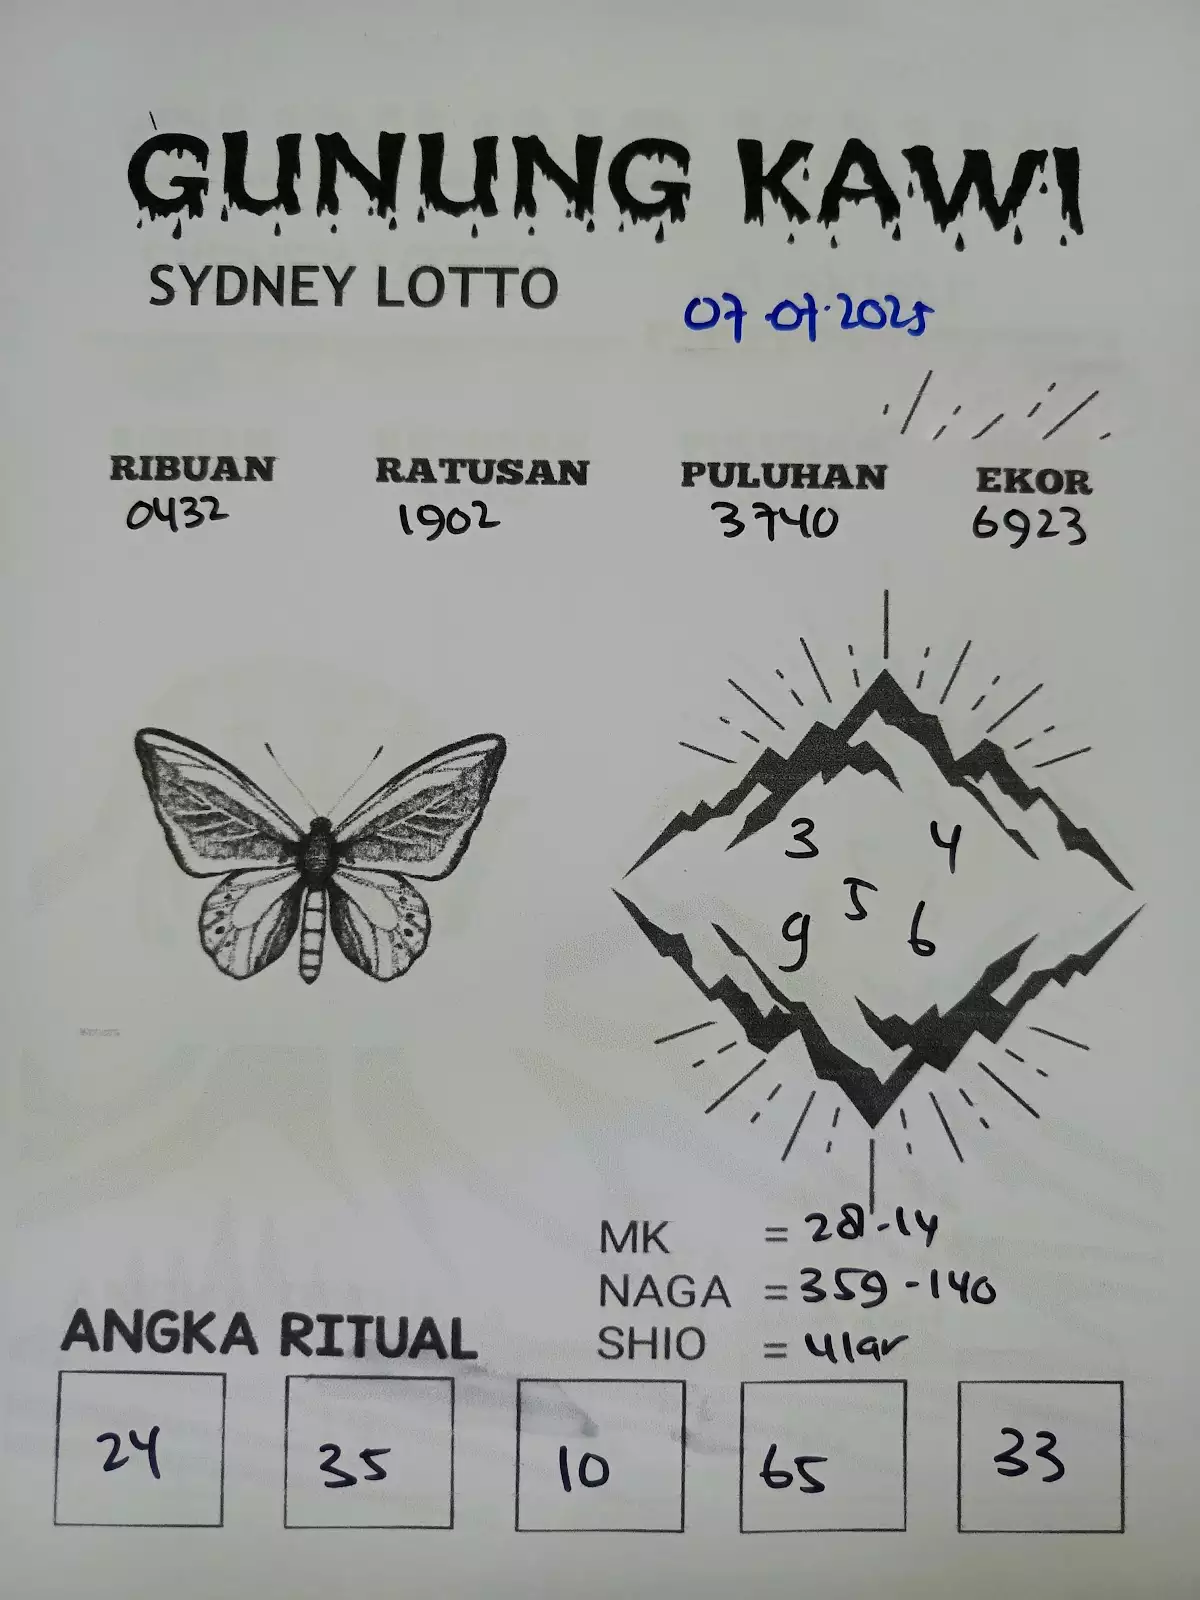 GUNUNG KAWI
SYDNEY LOTTO
07-07-2025
RIBUAN RATUSAN PULUHAN EKOR
0432 1902 3740 6923
3 4
5
9 6
MK = 28-14
NAGA = 359-140
SHIO = Ular
ANGKA RITUAL
24 35 10 65 33